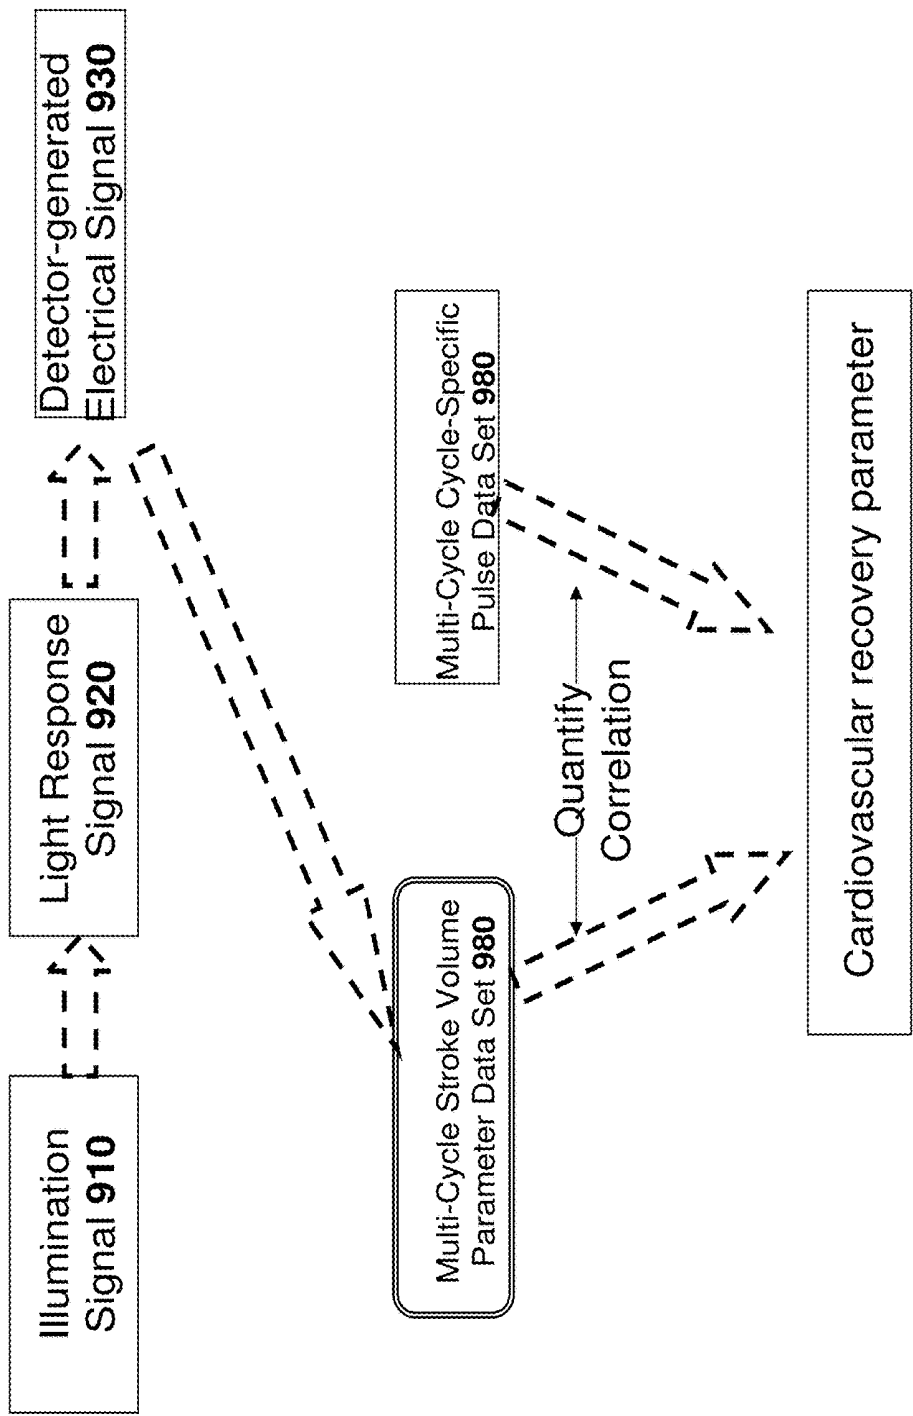 Illumination
Signal 910
Light Response
Signal 920
Detector-generated
Electrical Signal 930
Multi-Cycle Stroke Volume
Parameter Data Set 980
Multi-Cycle Cycle-Specific
Pulse Data Set 980
Quantify
Correlation
Cardiovascular recovery parameter